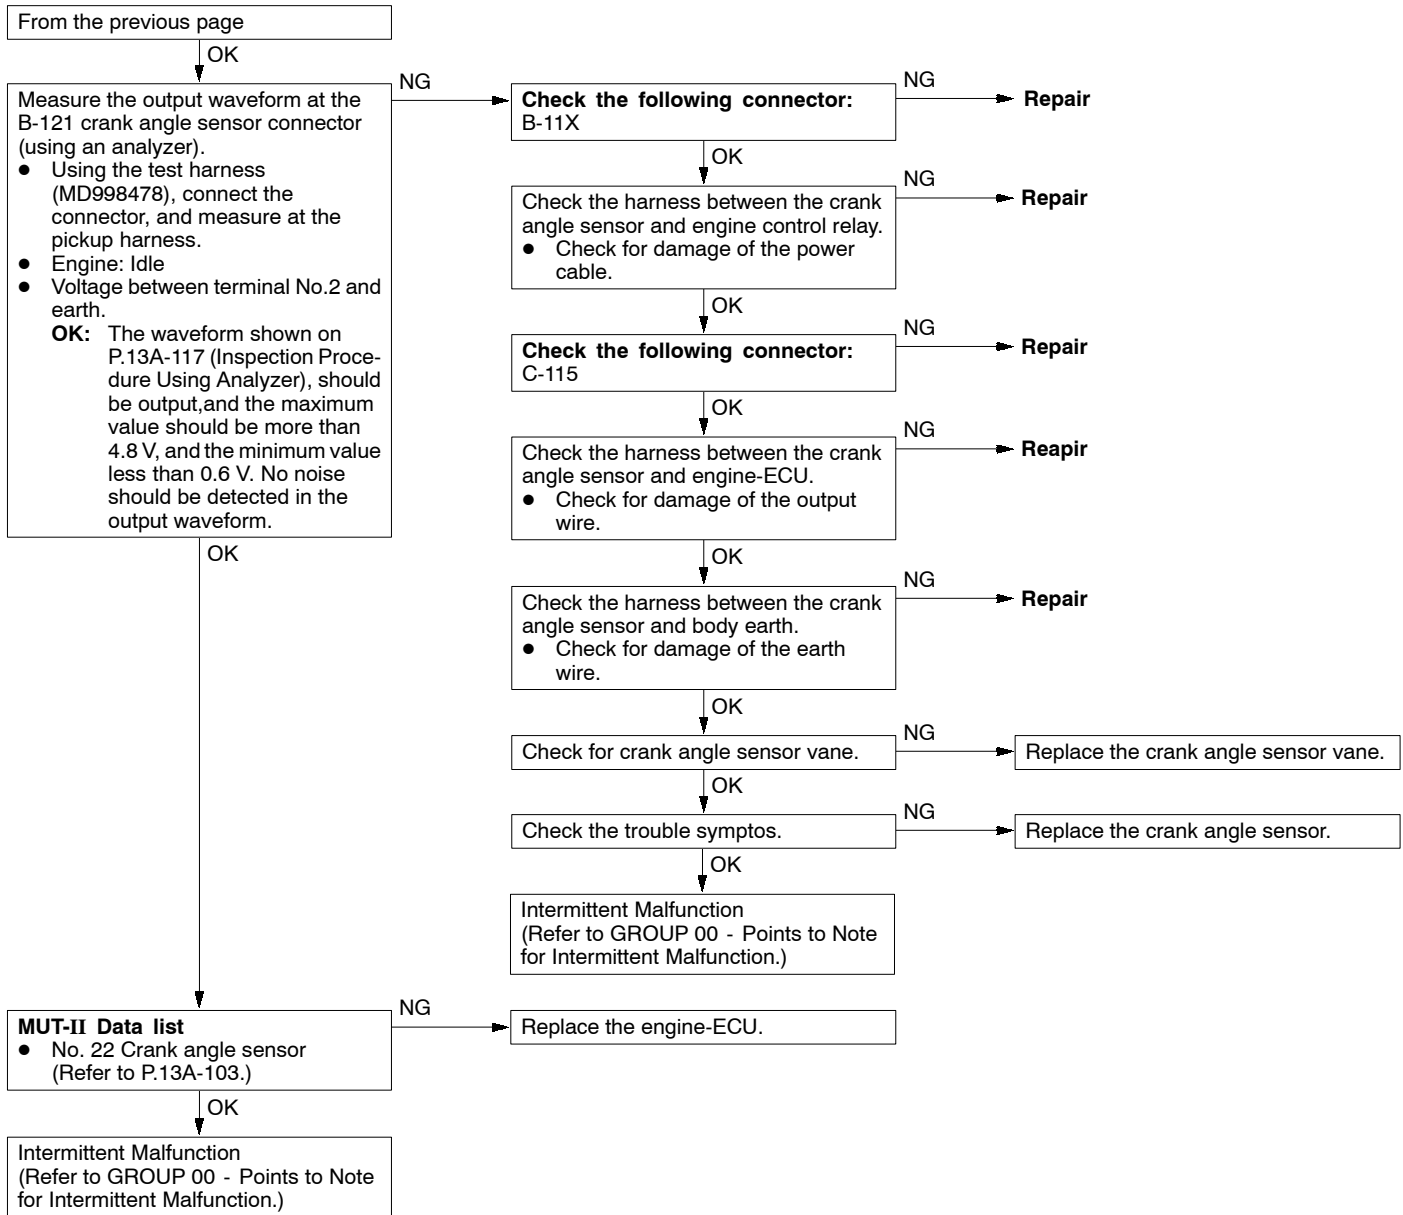 From the previous page
OK
Measure the output waveform at the
B-121 crank angle sensor connector
(using an analyzer).
● Using the test harness
(MD998478), connect the
connector, and measure at the
pickup harness.
● Engine: Idle
● Voltage between terminal No.2 and
earth.
OK: The waveform shown on
P.13A-117 (Inspection Proce-
dure Using Analyzer), should
be output,and the maximum
value should be more than
4.8 V, and the minimum value
less than 0.6 V. No noise
should be detected in the
output waveform.
NG
Check the following connector:
B-11X
NG
Repair
OK
Check the harness between the crank
angle sensor and engine control relay.
● Check for damage of the power
cable.
NG
Repair
OK
Check the following connector:
C-115
NG
Repair
OK
Check the harness between the crank
angle sensor and engine-ECU.
● Check for damage of the output
wire.
NG
Reapir
OK
Check the harness between the crank
angle sensor and body earth.
● Check for damage of the earth
wire.
NG
Repair
OK
Check for crank angle sensor vane.
NG
Replace the crank angle sensor vane.
OK
Check the trouble symptos.
NG
Replace the crank angle sensor.
OK
Intermittent Malfunction
(Refer to GROUP 00 - Points to Note
for Intermittent Malfunction.)
OK
MUT-II Data list
● No. 22 Crank angle sensor
(Refer to P.13A-103.)
NG
Replace the engine-ECU.
OK
Intermittent Malfunction
(Refer to GROUP 00 - Points to Note
for Intermittent Malfunction.)